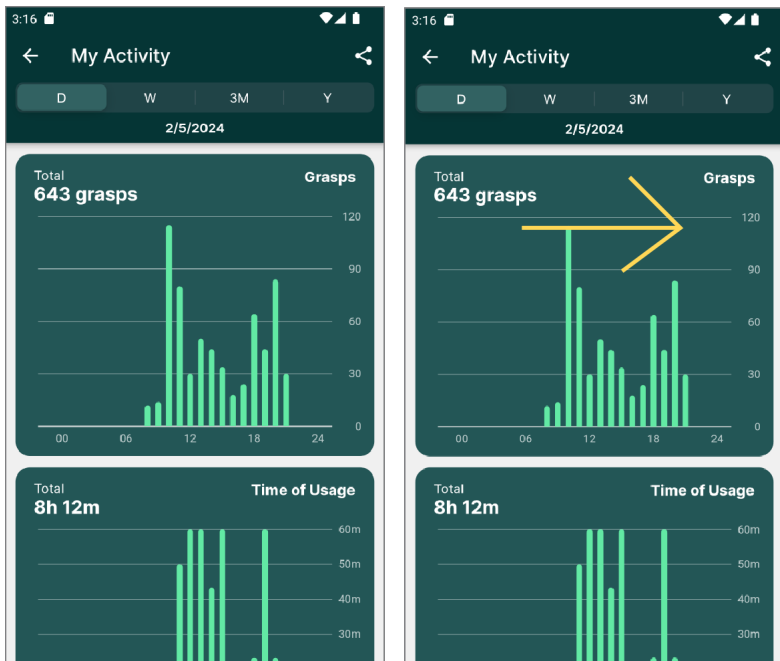 3:16
My Activity
D W 3M Y
2/5/2024
Total
643 grasps
Grasps
120
90
60
30
0
00 06 12 18 24
Total
8h 12m
Time of Usage
60m
50m
40m
30m
3:16
My Activity
D W 3M Y
2/5/2024
Total
643 grasps
Grasps
120
90
60
30
0
00 06 12 18 24
Total
8h 12m
Time of Usage
60m
50m
40m
30m